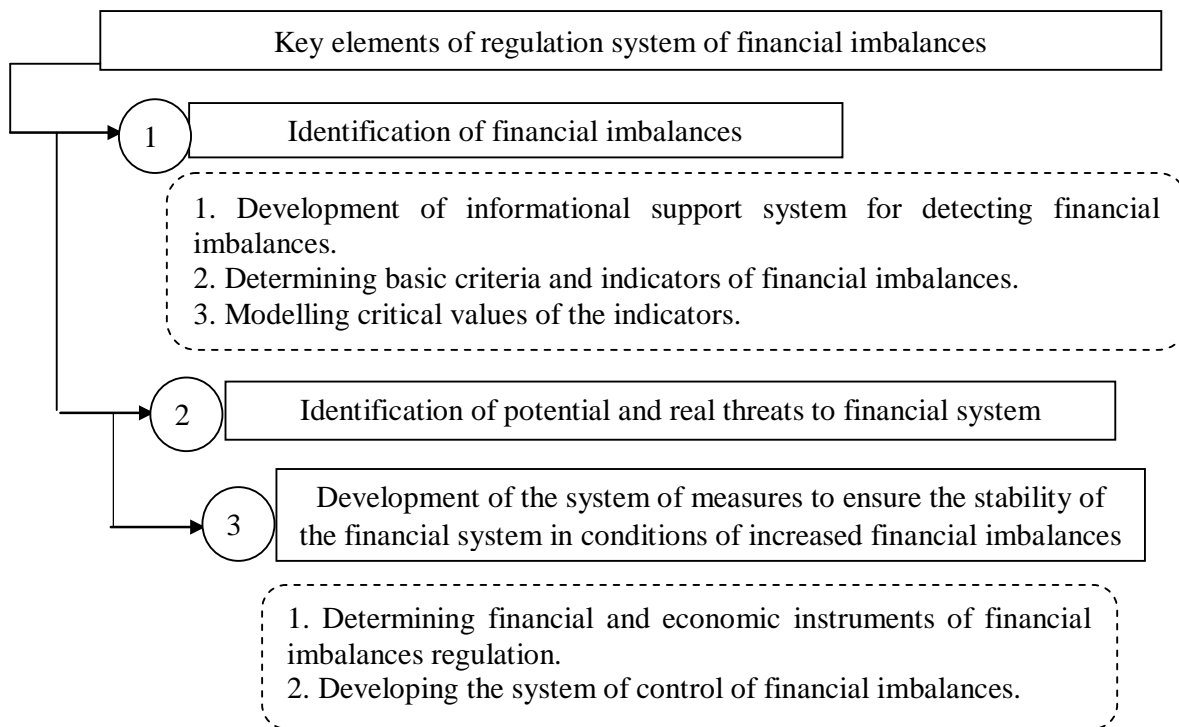 Key elements of regulation system of financial imbalances
1
Identification of financial imbalances
1. Development of informational support system for detecting financial
imbalances.
2. Determining basic criteria and indicators of financial imbalances.
3. Modelling critical values of the indicators.
2
Identification of potential and real threats to financial system
3
Development of the system of measures to ensure the stability of
the financial system in conditions of increased financial imbalances
1. Determining financial and economic instruments of financial
imbalances regulation.
2. Developing the system of control of financial imbalances.